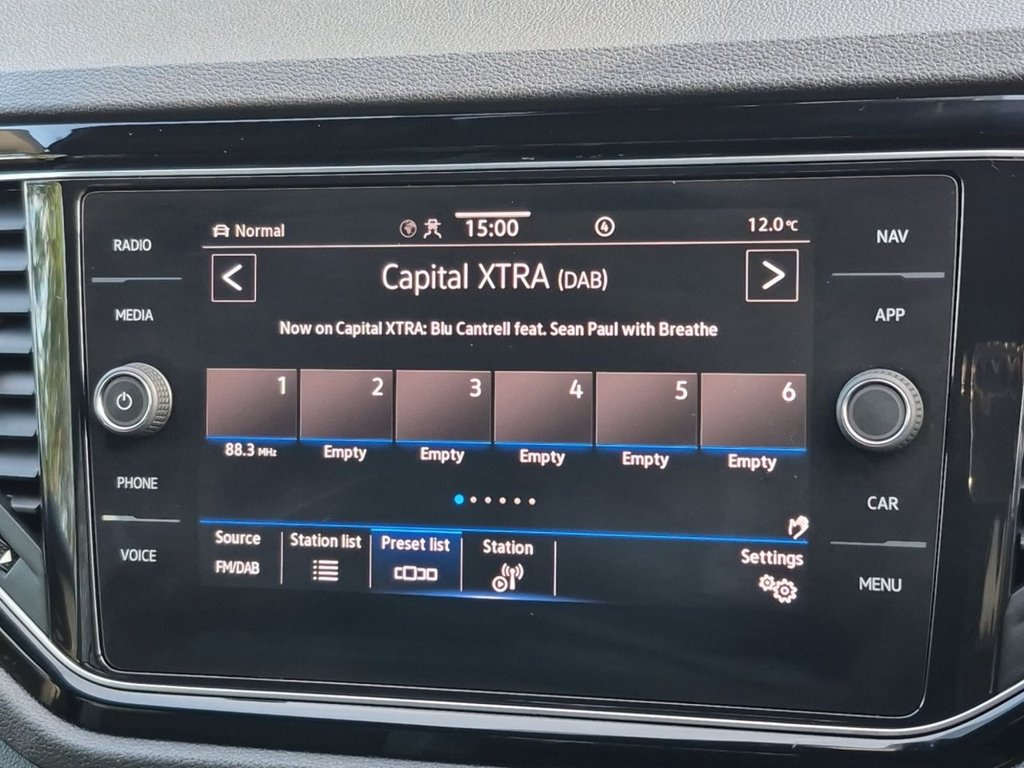 RADIO
MEDIA
PHONE
VOICE
Normal 15:00 4 12.0°C
Capital XTRA (DAB)
Now on Capital XTRA: Blu Cantrell feat. Sean Paul with Breathe
1 2 3 4 5 6
88.3 MHz Empty Empty Empty Empty Empty
Source Station list Preset list Station Settings
FM/DAB
NAV
APP
CAR
MENU